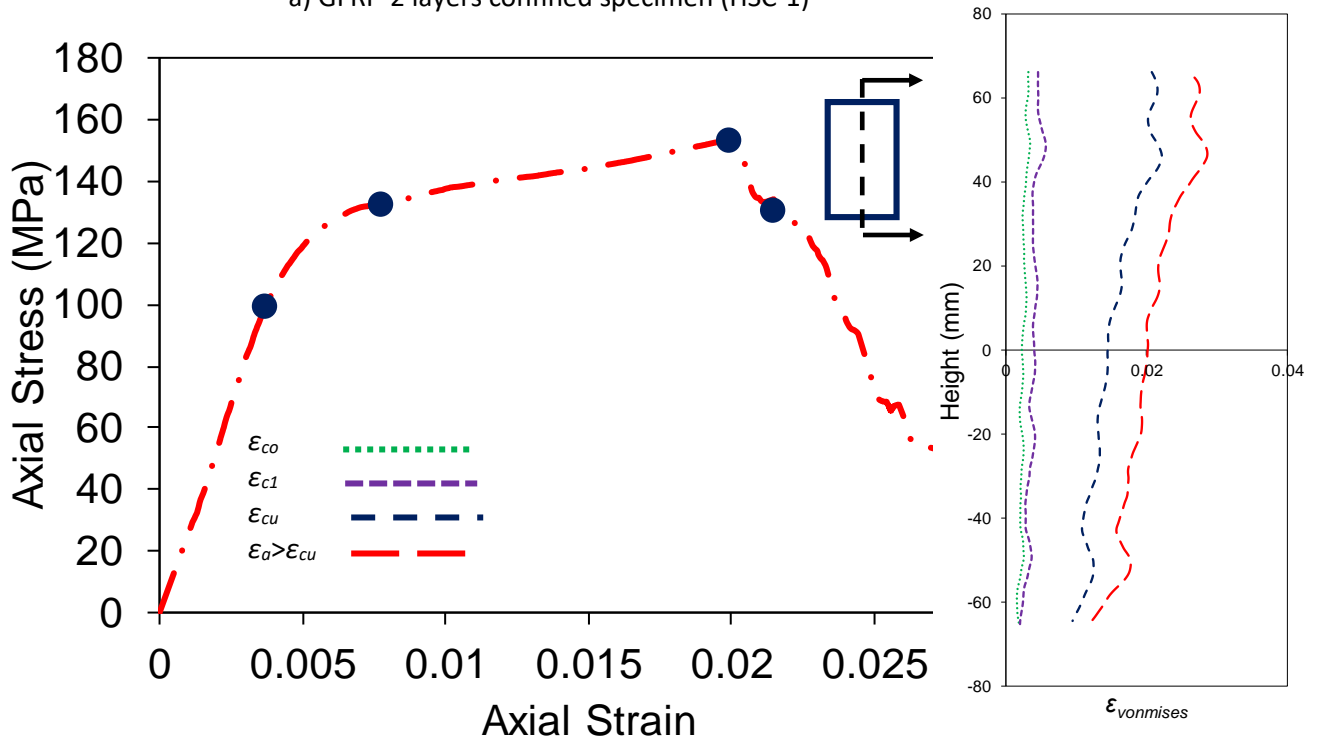 a) GFRP 2 layers confined specimen (HSC-1)
180
160
140
120
100
80
60
40
20
0
Axial Stress (MPa)
0 0.005 0.01 0.015 0.02 0.025
Axial Strain
εco
εc1
εcu
εa>εcu
80
60
40
20
0
-20
-40
-60
-80
Height (mm)
0 0.02 0.04
εvonmises